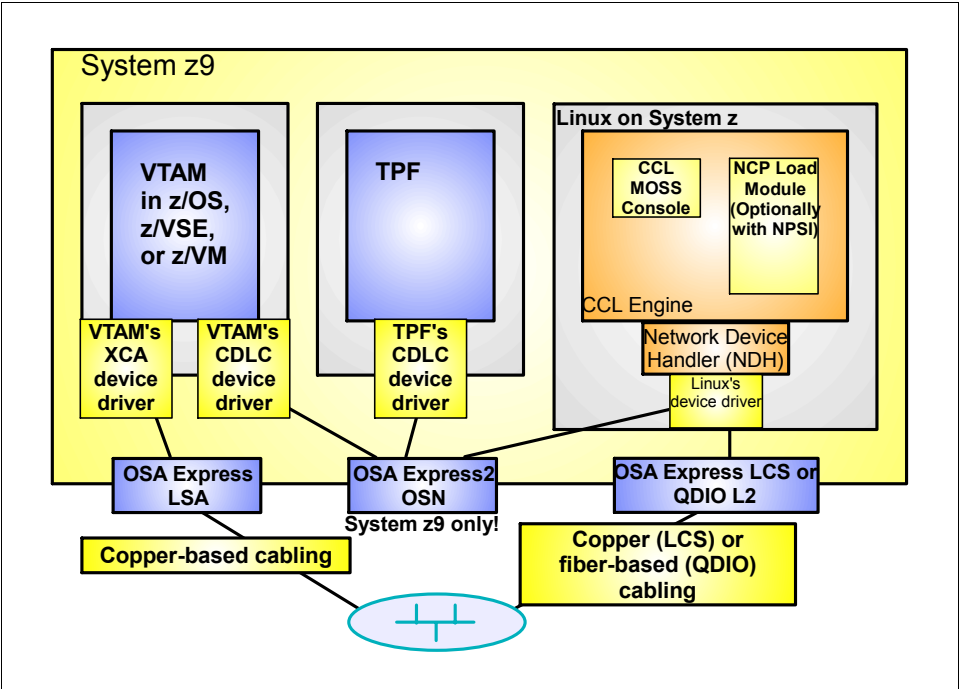 System z9
VTAM
in z/OS,
z/VSE,
or z/VM
TPF
Linux on System z
CCL
MOSS
Console
NCP Load
Module
(Optionally
with NPSI)
CCL Engine
VTAM's
XCA
device
driver
VTAM's
CDLC
device
driver
TPF's
CDLC
device
driver
Network Device
Handler (NDH)
Linux's
device driver
OSA Express
LSA
OSA Express2
OSN
System z9 only!
OSA Express LCS or
QDIO L2
Copper-based cabling
Copper (LCS) or
fiber-based (QDIO)
cabling